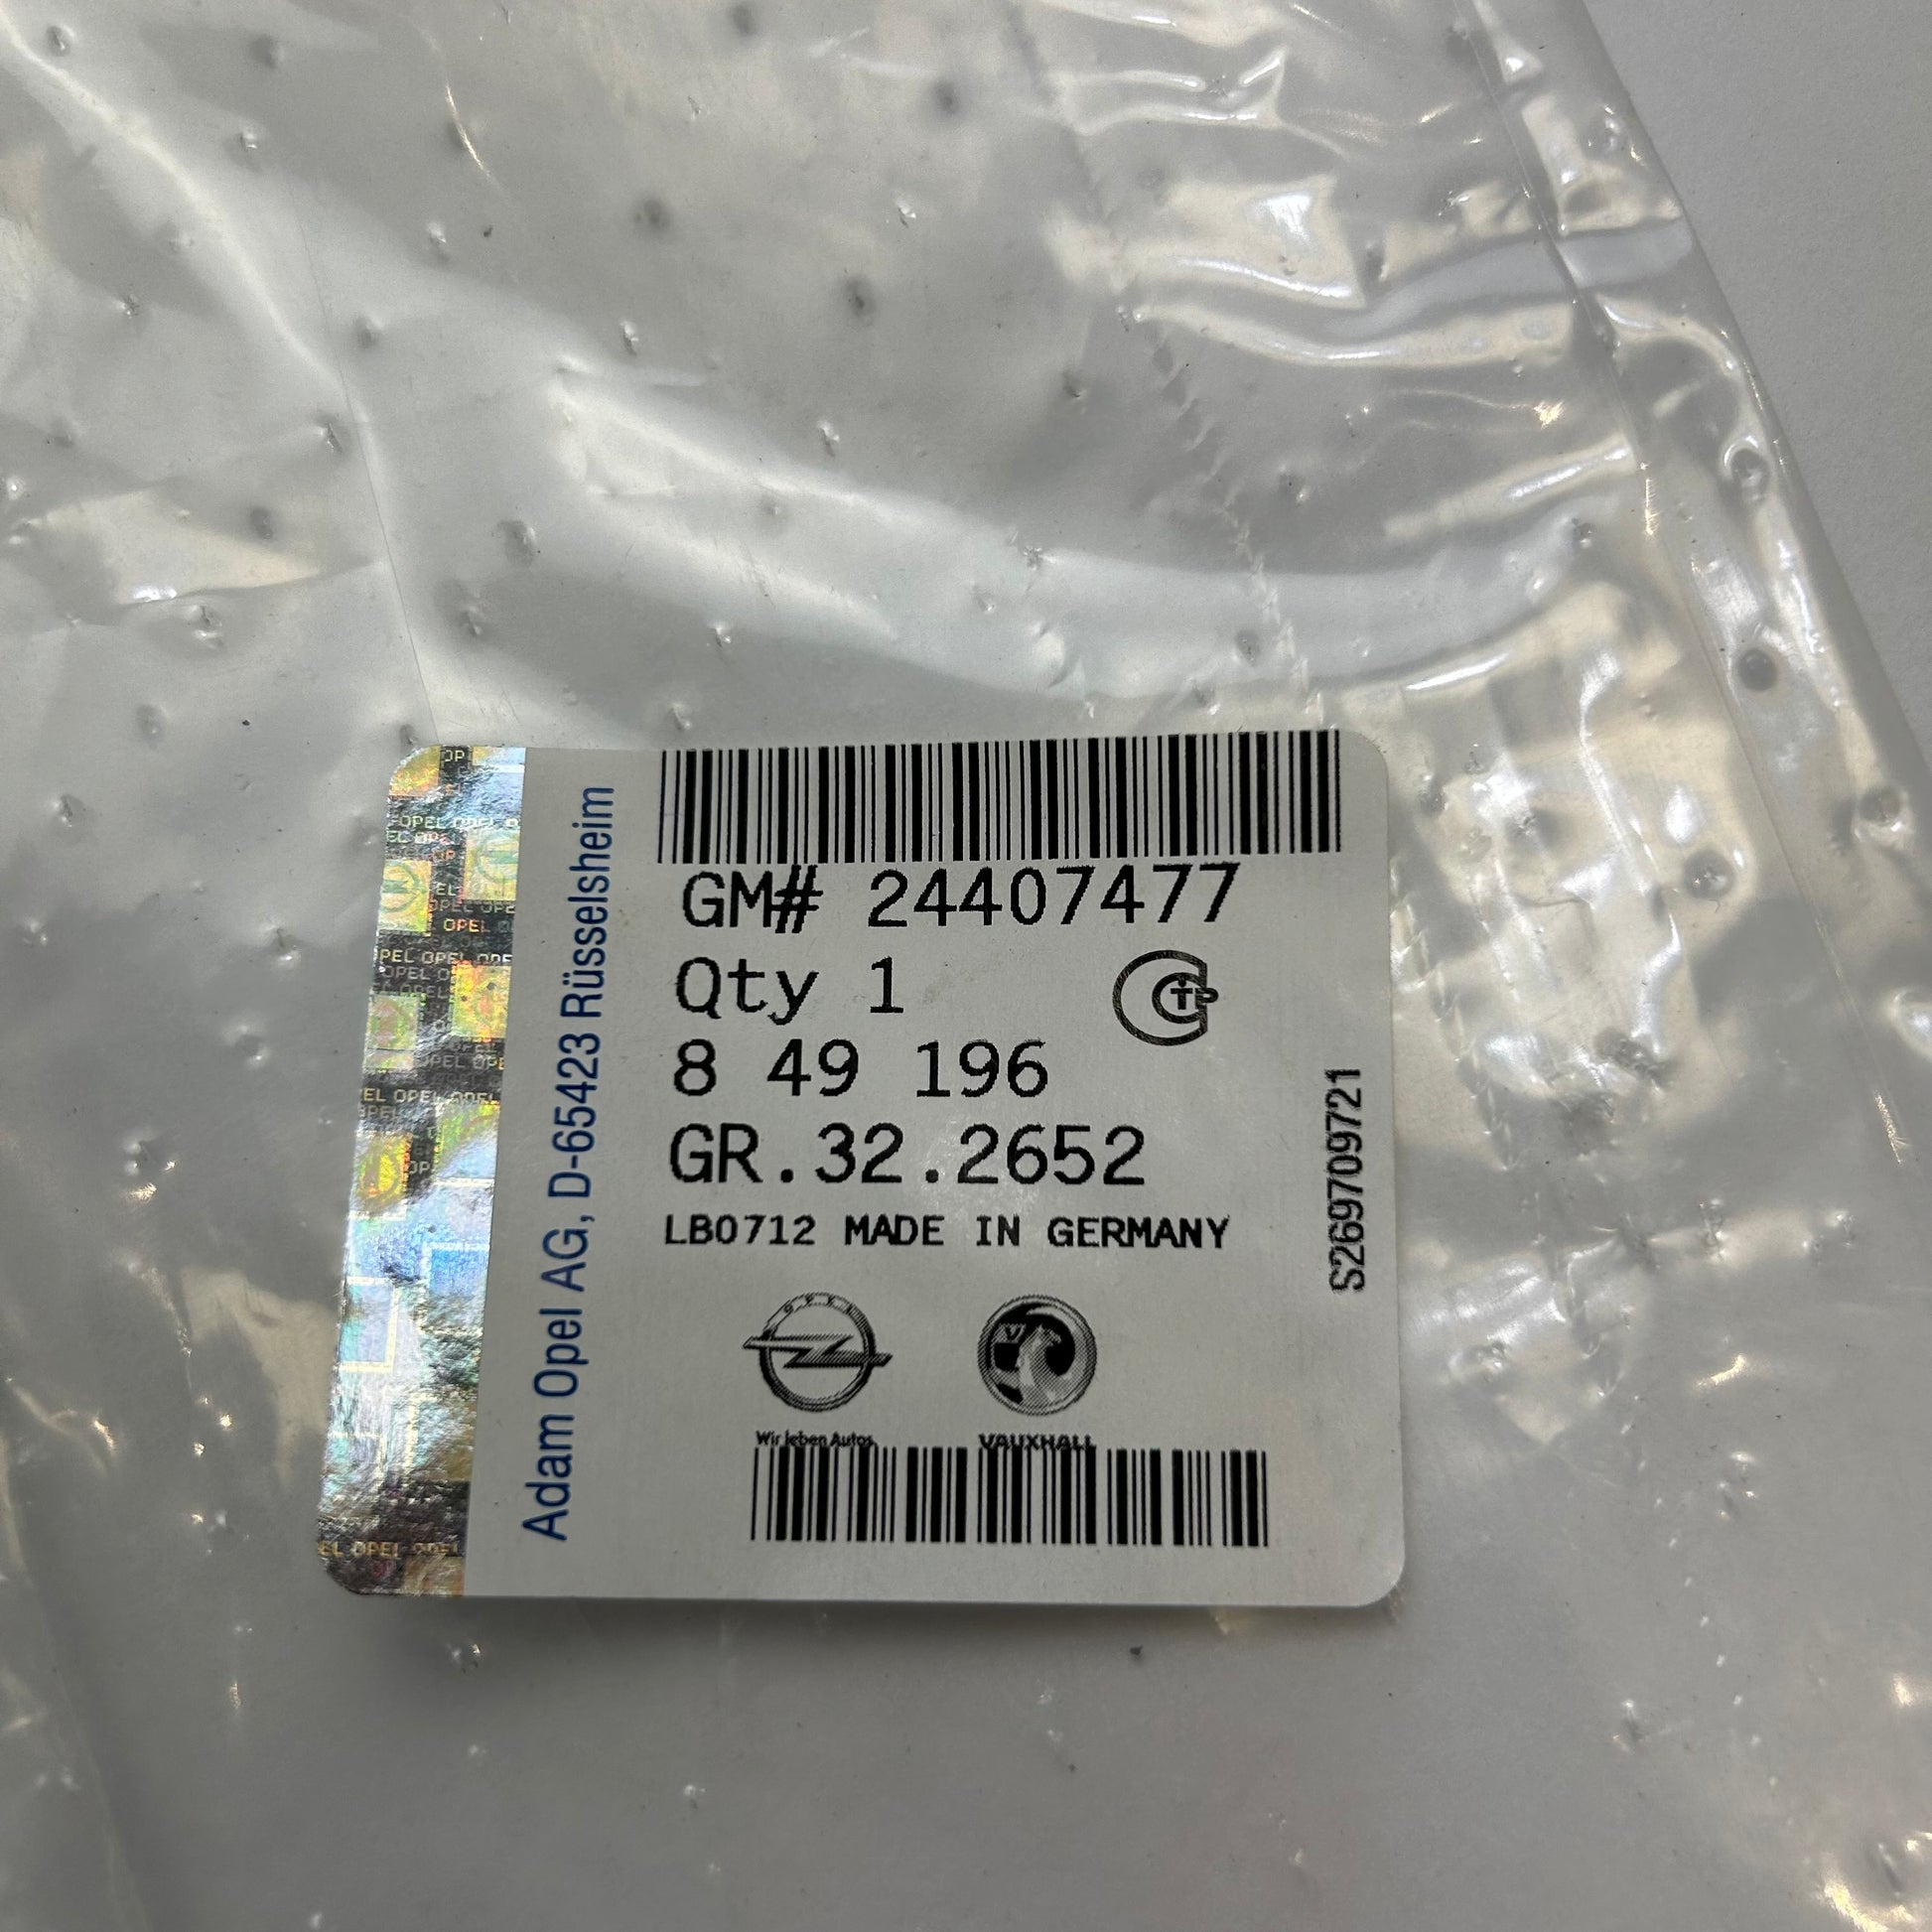 Adam Opel AG, D-65423 Rüsselsheim
GM# 24407477
Qty 1
8 49 196
GR.32.2652
LB0712 MADE IN GERMANY
S269709721
OPEL
Wir leben Autos
VAUXHALL